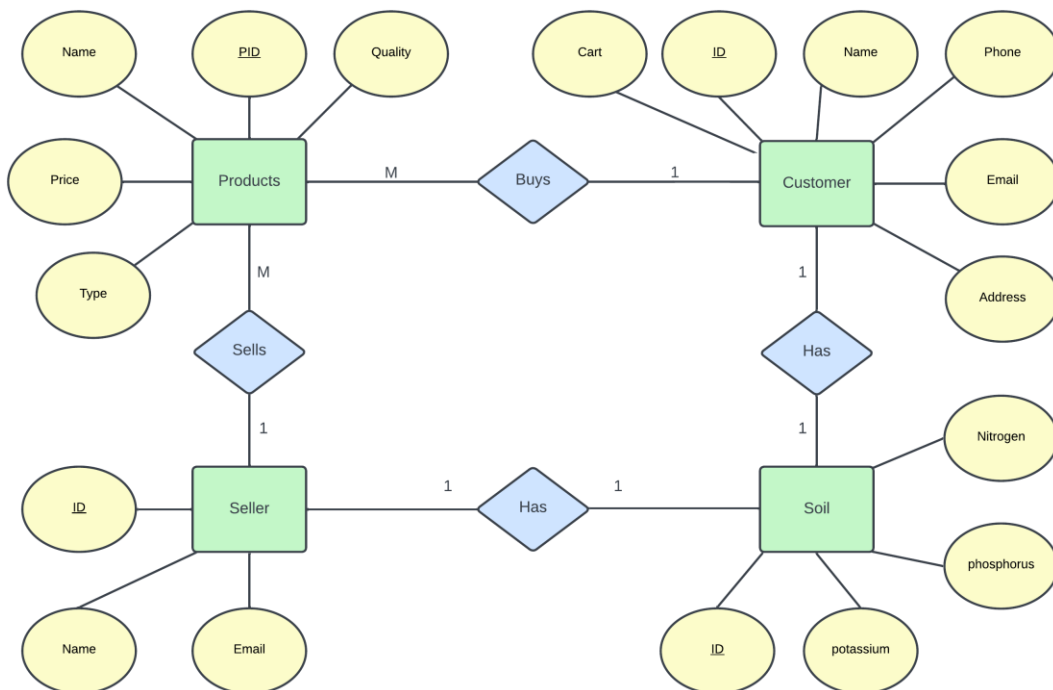 Name
PID
Quality
Cart
ID
Name
Phone
Price
Products
M
Buys
1
Customer
Email
Type
M
1
Address
Sells
Has
1
1
Nitrogen
ID
Seller
1
Has
1
Soil
phosphorus
Name
Email
ID
potassium